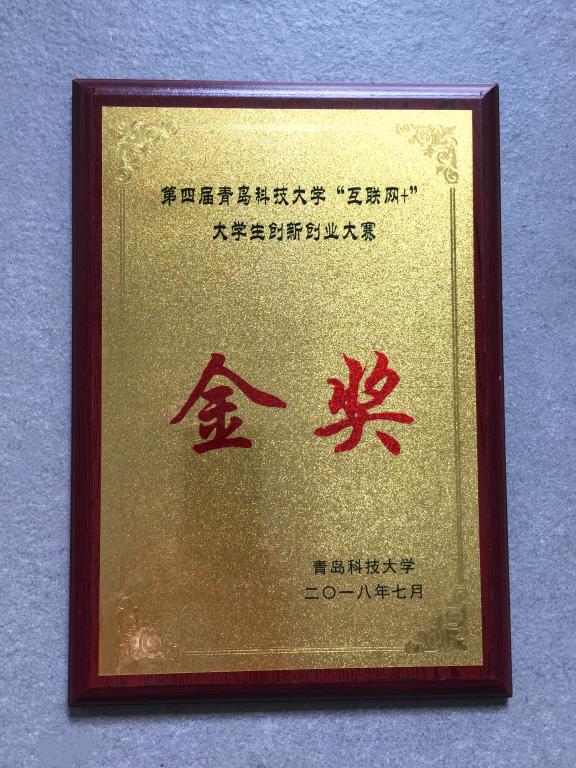 第四届青岛科技大学“互联网+”
大学生创新创业大赛
金奖
青岛科技大学
二〇一八年七月